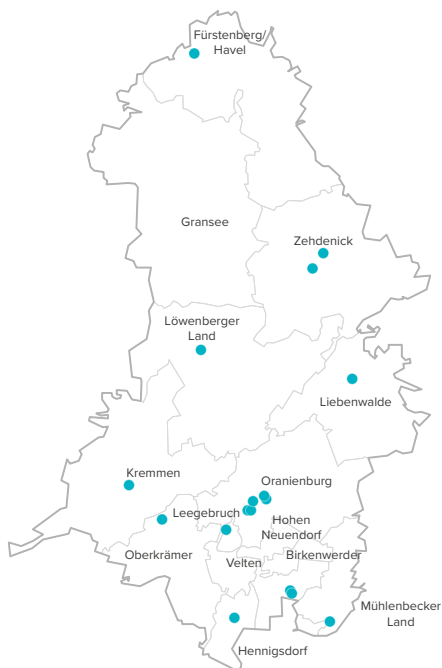 Fürstenberg/
Havel
Gransee
Zehdenick
Löwenberger
Land
Liebenwalde
Kremmen
Oranienburg
Leegebruch
Hohen
Neuendorf
Oberkrämer
Birkenwerder
Velten
Mühlenbecker
Land
Hennigsdorf